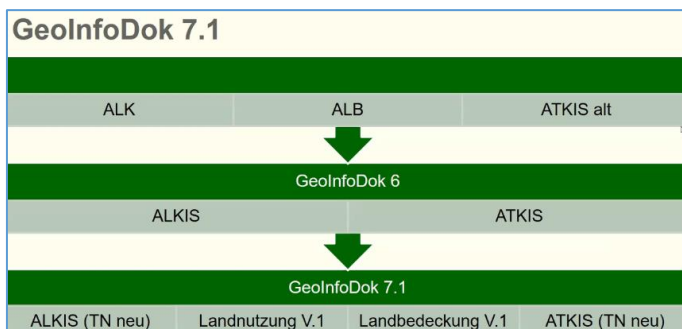 GeoInfoDok 7.1
ALK ALB ATKIS alt
GeoInfoDok 6
ALKIS ATKIS
GeoInfoDok 7.1
ALKIS (TN neu) Landnutzung V.1 Landbedeckung V.1 ATKIS (TN neu)